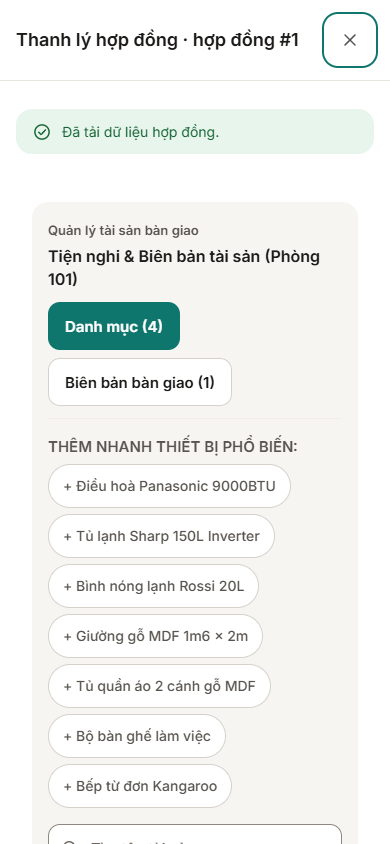 Thanh lý hợp đồng · hợp đồng #1
Đã tải dữ liệu hợp đồng.
Quản lý tài sản bàn giao
Tiện nghi & Biên bản tài sản (Phòng
101)
Danh mục (4)
Biên bản bàn giao (1)
THÊM NHANH THIẾT BỊ PHỔ BIẾN:
+ Điều hoà Panasonic 9000BTU
+ Tủ lạnh Sharp 150L Inverter
+ Bình nóng lạnh Rossi 20L
+ Giường gỗ MDF 1m6 × 2m
+ Tủ quần áo 2 cánh gỗ MDF
+ Bộ bàn ghế làm việc
+ Bếp từ đơn Kangaroo